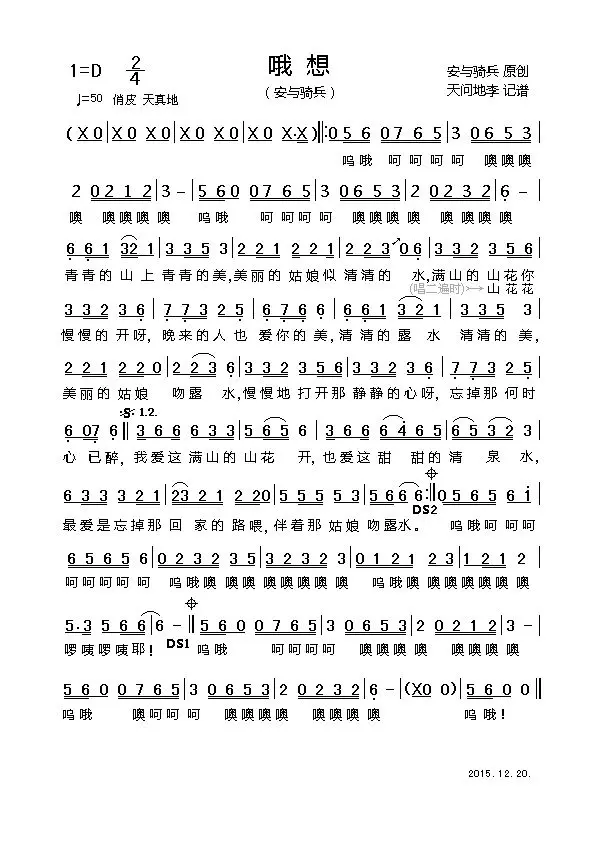 哦 想
1=D 2/4
（安与骑兵）
安与骑兵 原创
天问地李 记谱
♩=50 俏皮 天真地
( X 0 | X 0 X 0 | X 0 X 0 | X 0 X·X ) ‖: 0 5 6 0 7 6 5 | 3 0 6 5 3 |
呜哦 呵呵呵呵 噢噢噢
2 0 2 1 2 | 3 – | 5 6 0 0 7 6 5 | 3 0 6 5 3 | 2 0 2 3 2 | 6 – |
噢 噢噢噢噢 呜哦 呵呵呵呵 噢噢噢噢 噢噢噢噢
6 6 1 3 2 1 | 3 3 5 3 | 2 2 1 2 2 1 | 2 2 3 0 6 | 3 3 2 3 5 6 |
青青的 山上 青青的美,美丽的 姑娘似 清清的 水,满山的 山花你
(唱二遍时) 山 花花
3 3 2 3 6 | 7 7 3 2 5 | 6 7 6 6 | 6 6 1 3 2 1 | 3 3 5 3 |
慢慢的 开呀, 晚来的人也 爱你的美,清清的露 水 清清的 美,
2 2 1 2 2 0 | 2 2 3 6 | 3 3 2 3 5 6 | 3 3 2 3 6 | 7 7 3 2 5 |
美丽的 姑娘 吻露 水,慢慢地 打开那 静静的心呀, 忘掉那 何时
·S· 1.2.
6 0 7 6 ‖ 3 6 6 6 3 3 | 5 6 5 6 | 3 6 6 6 4 6 5 | 6 5 3 2 3 |
心 已醉, 我爱这 满山的 山花 开,也爱这 甜 甜的清 泉水,
6 3 3 3 2 1 | 2 3 2 1 2 2 0 | 5 5 5 5 3 | 5 6 6 6 :‖ 0 5 6 5 6 i |
DS2
最爱是忘掉那 回 家的路喂,伴着那 姑娘 吻露水。 呜哦呵 呵呵
6 5 6 5 6 | 0 2 3 2 3 5 | 3 2 3 2 3 | 0 1 2 1 2 3 | 1 2 1 2 |
呵呵呵呵呵 呜哦噢 噢噢噢噢噢噢噢 呜哦噢噢噢噢噢噢噢
5·3 5 6 6 | 6 – ‖ 5 6 0 0 7 6 5 | 3 0 6 5 3 | 2 0 2 1 2 | 3 – |
DS1
啰咦啰咦耶! 呜哦 呵呵呵呵 噢噢噢噢 噢噢噢噢
5 6 0 0 7 6 5 | 3 0 6 5 3 | 2 0 2 3 2 | 6 – | (X0 0) | 5 6 0 0 ‖
呜哦 噢呵呵呵 噢噢噢噢 噢噢噢噢 呜哦!
2015.12.20.